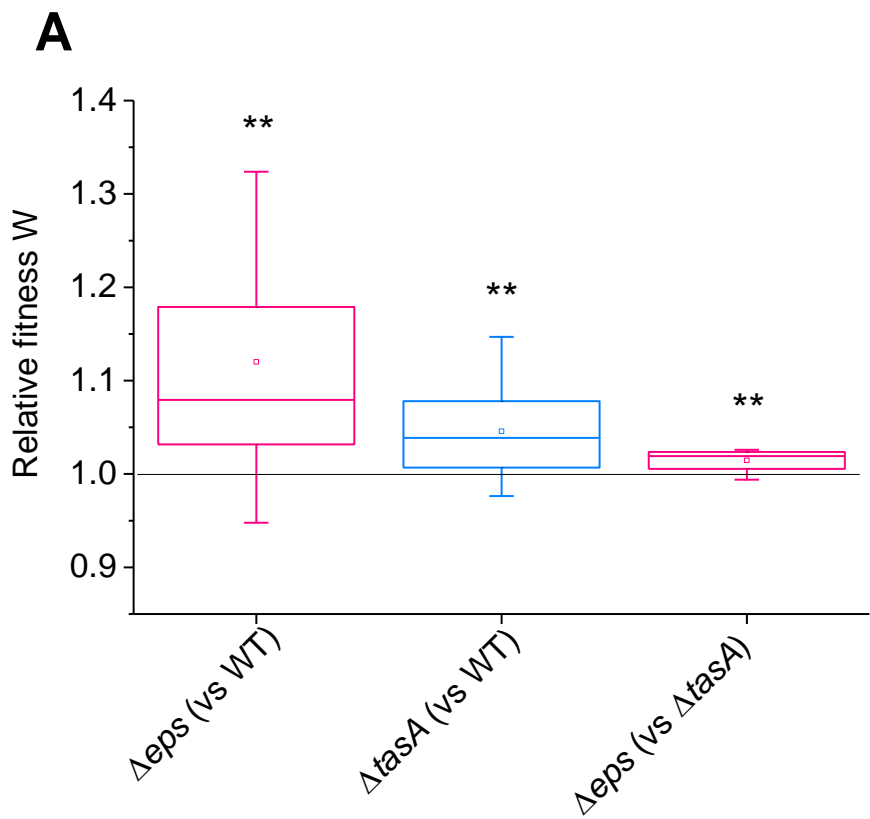 A
1.4
1.3
1.2
1.1
1.0
0.9
Relative fitness W
**
**
**
Δeps (vs WT)
ΔtasA (vs WT)
Δeps (vs ΔtasA)